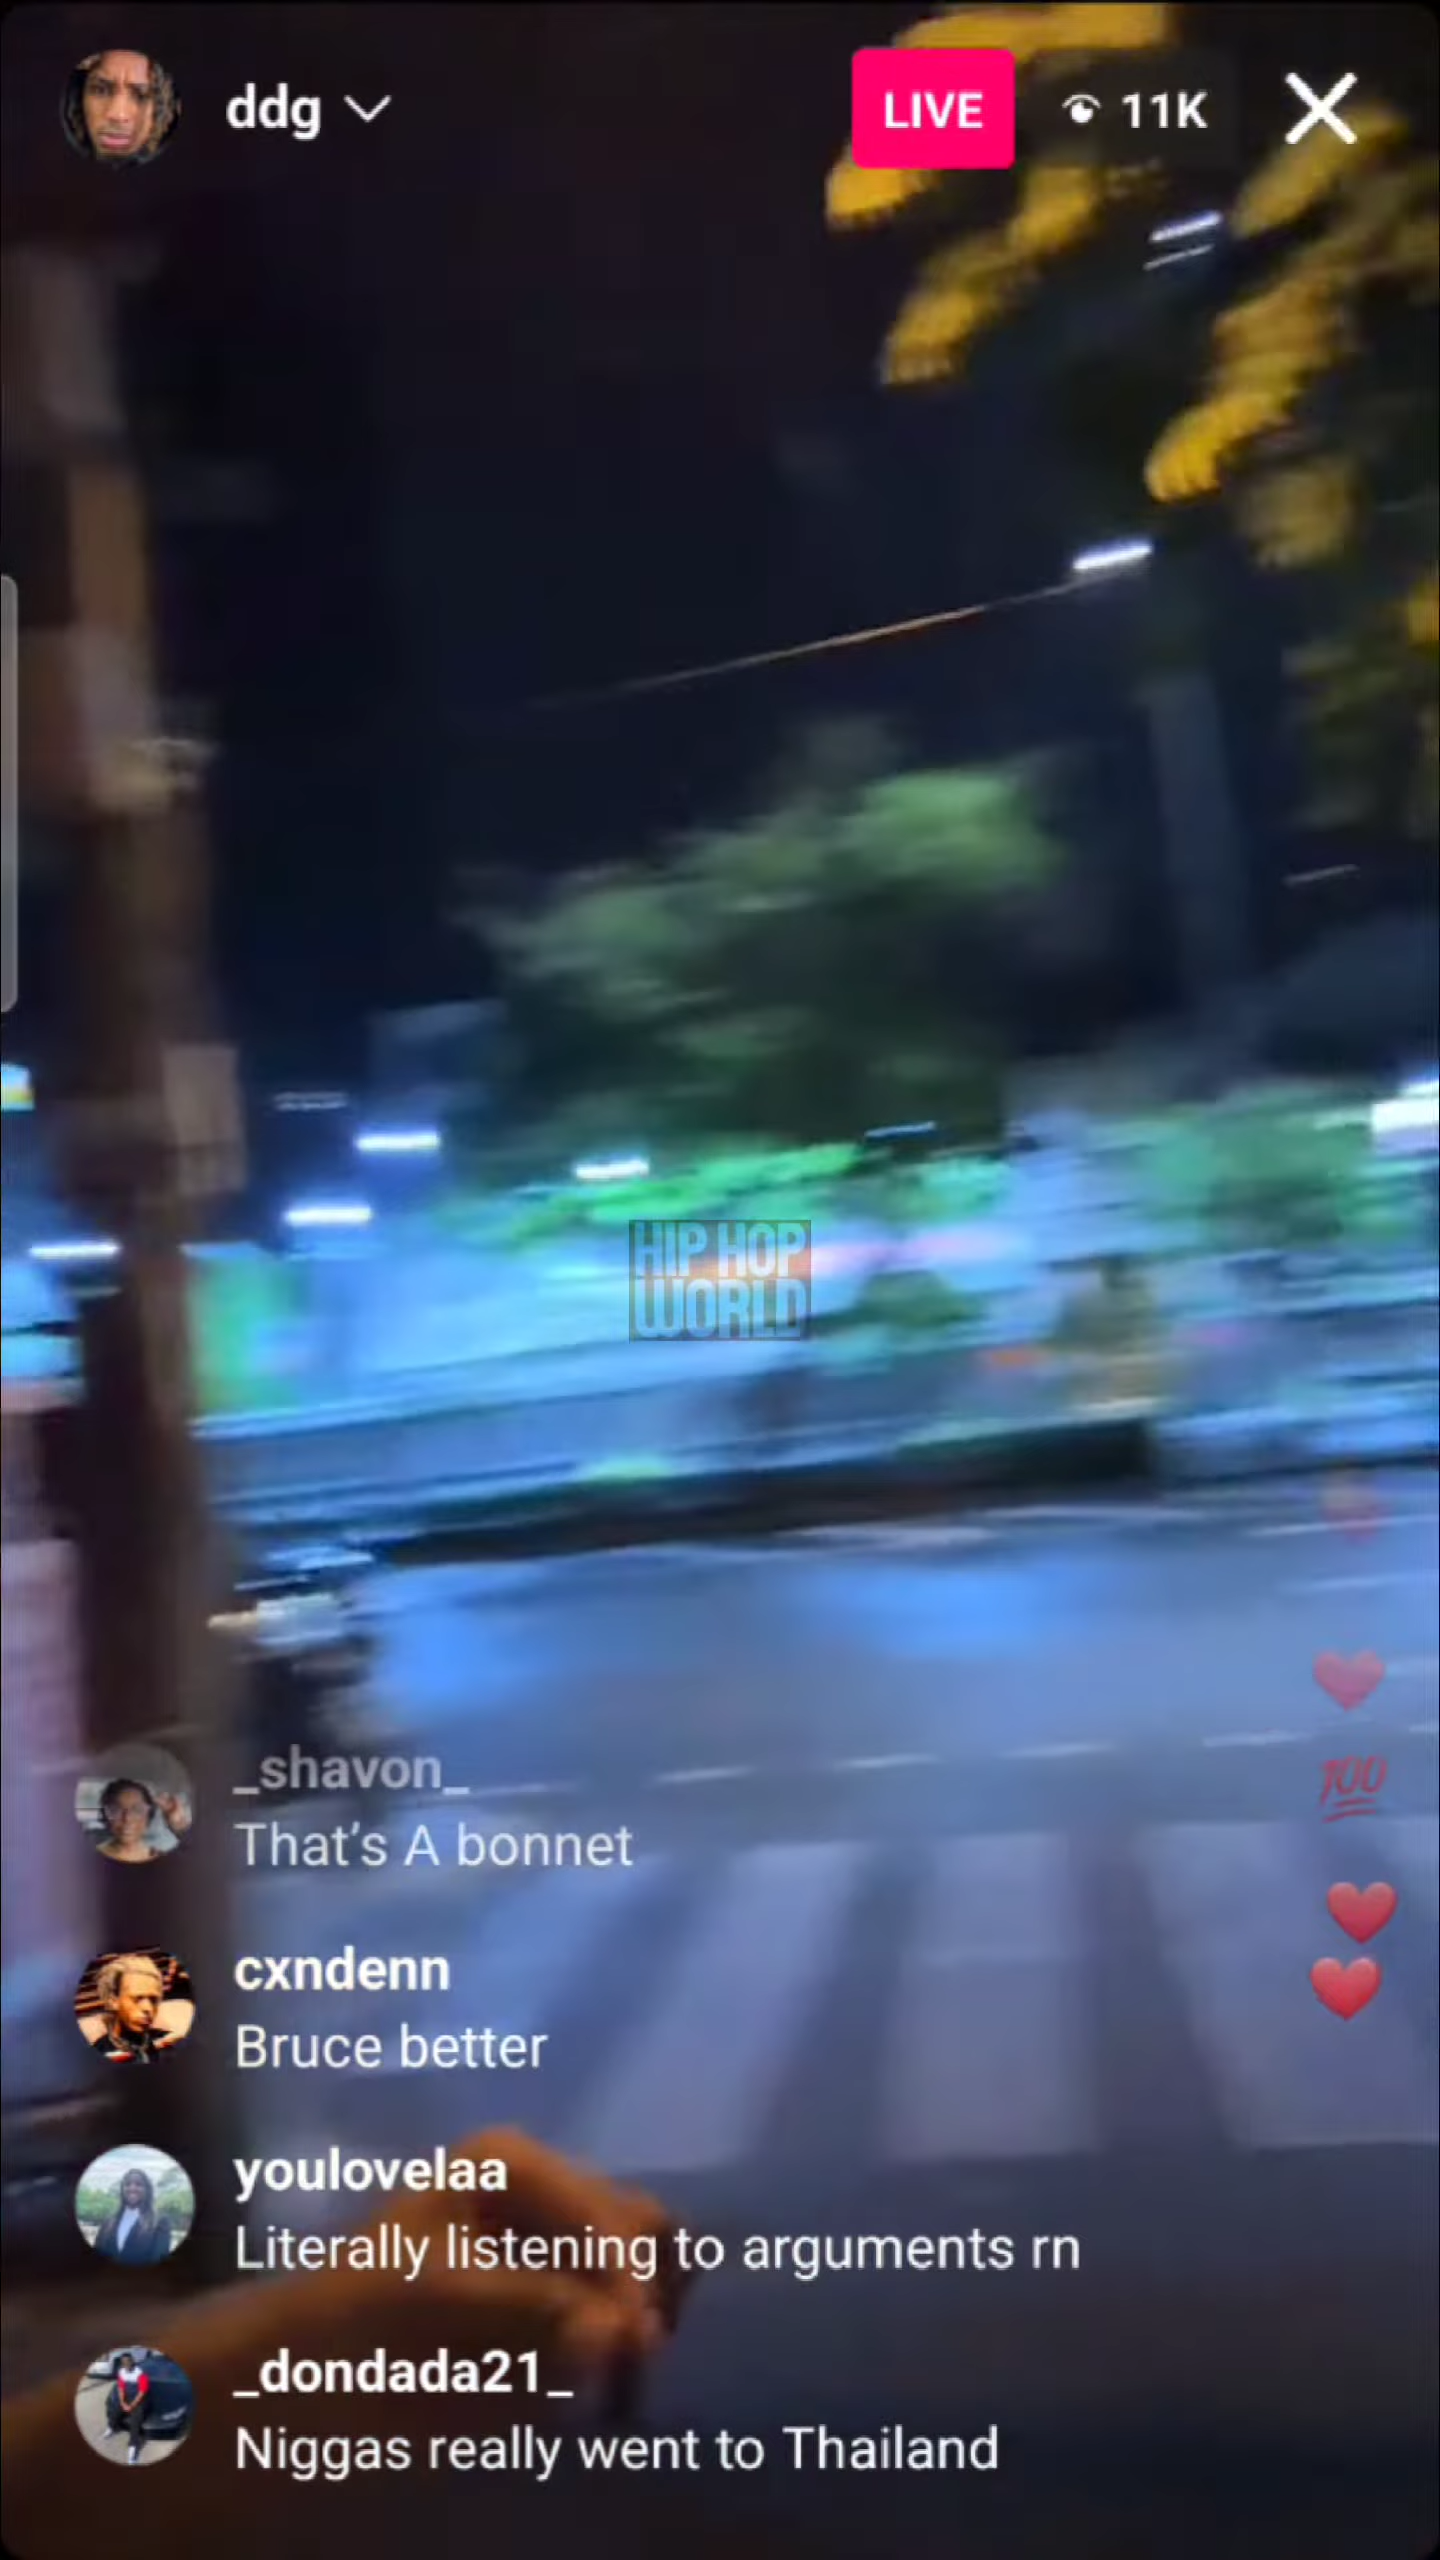 ddg
LIVE
11K
HIP HOP
WORLD
_shavon_
That's A bonnet
cxndenn
Bruce better
youlovelaa
Literally listening to arguments rn
_dondada21_
Niggas really went to Thailand